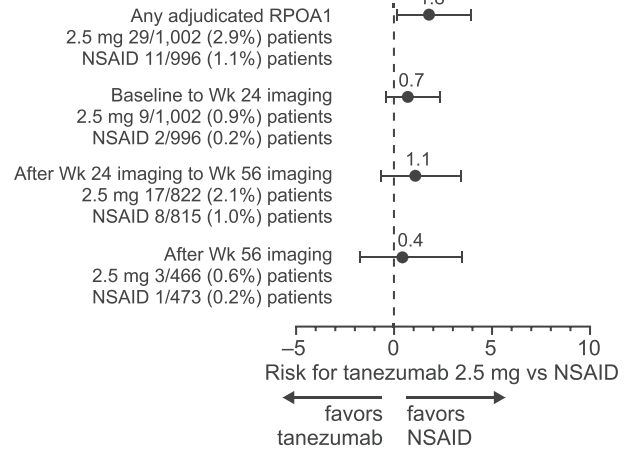 Any adjudicated RPOA1
1.8
2.5 mg 29/1,002 (2.9%) patients
NSAID 11/996 (1.1%) patients
Baseline to Wk 24 imaging
0.7
2.5 mg 9/1,002 (0.9%) patients
NSAID 2/996 (0.2%) patients
After Wk 24 imaging to Wk 56 imaging
1.1
2.5 mg 17/822 (2.1%) patients
NSAID 8/815 (1.0%) patients
After Wk 56 imaging
0.4
2.5 mg 3/466 (0.6%) patients
NSAID 1/473 (0.2%) patients
–5 0 5 10
Risk for tanezumab 2.5 mg vs NSAID
favors
tanezumab
favors
NSAID